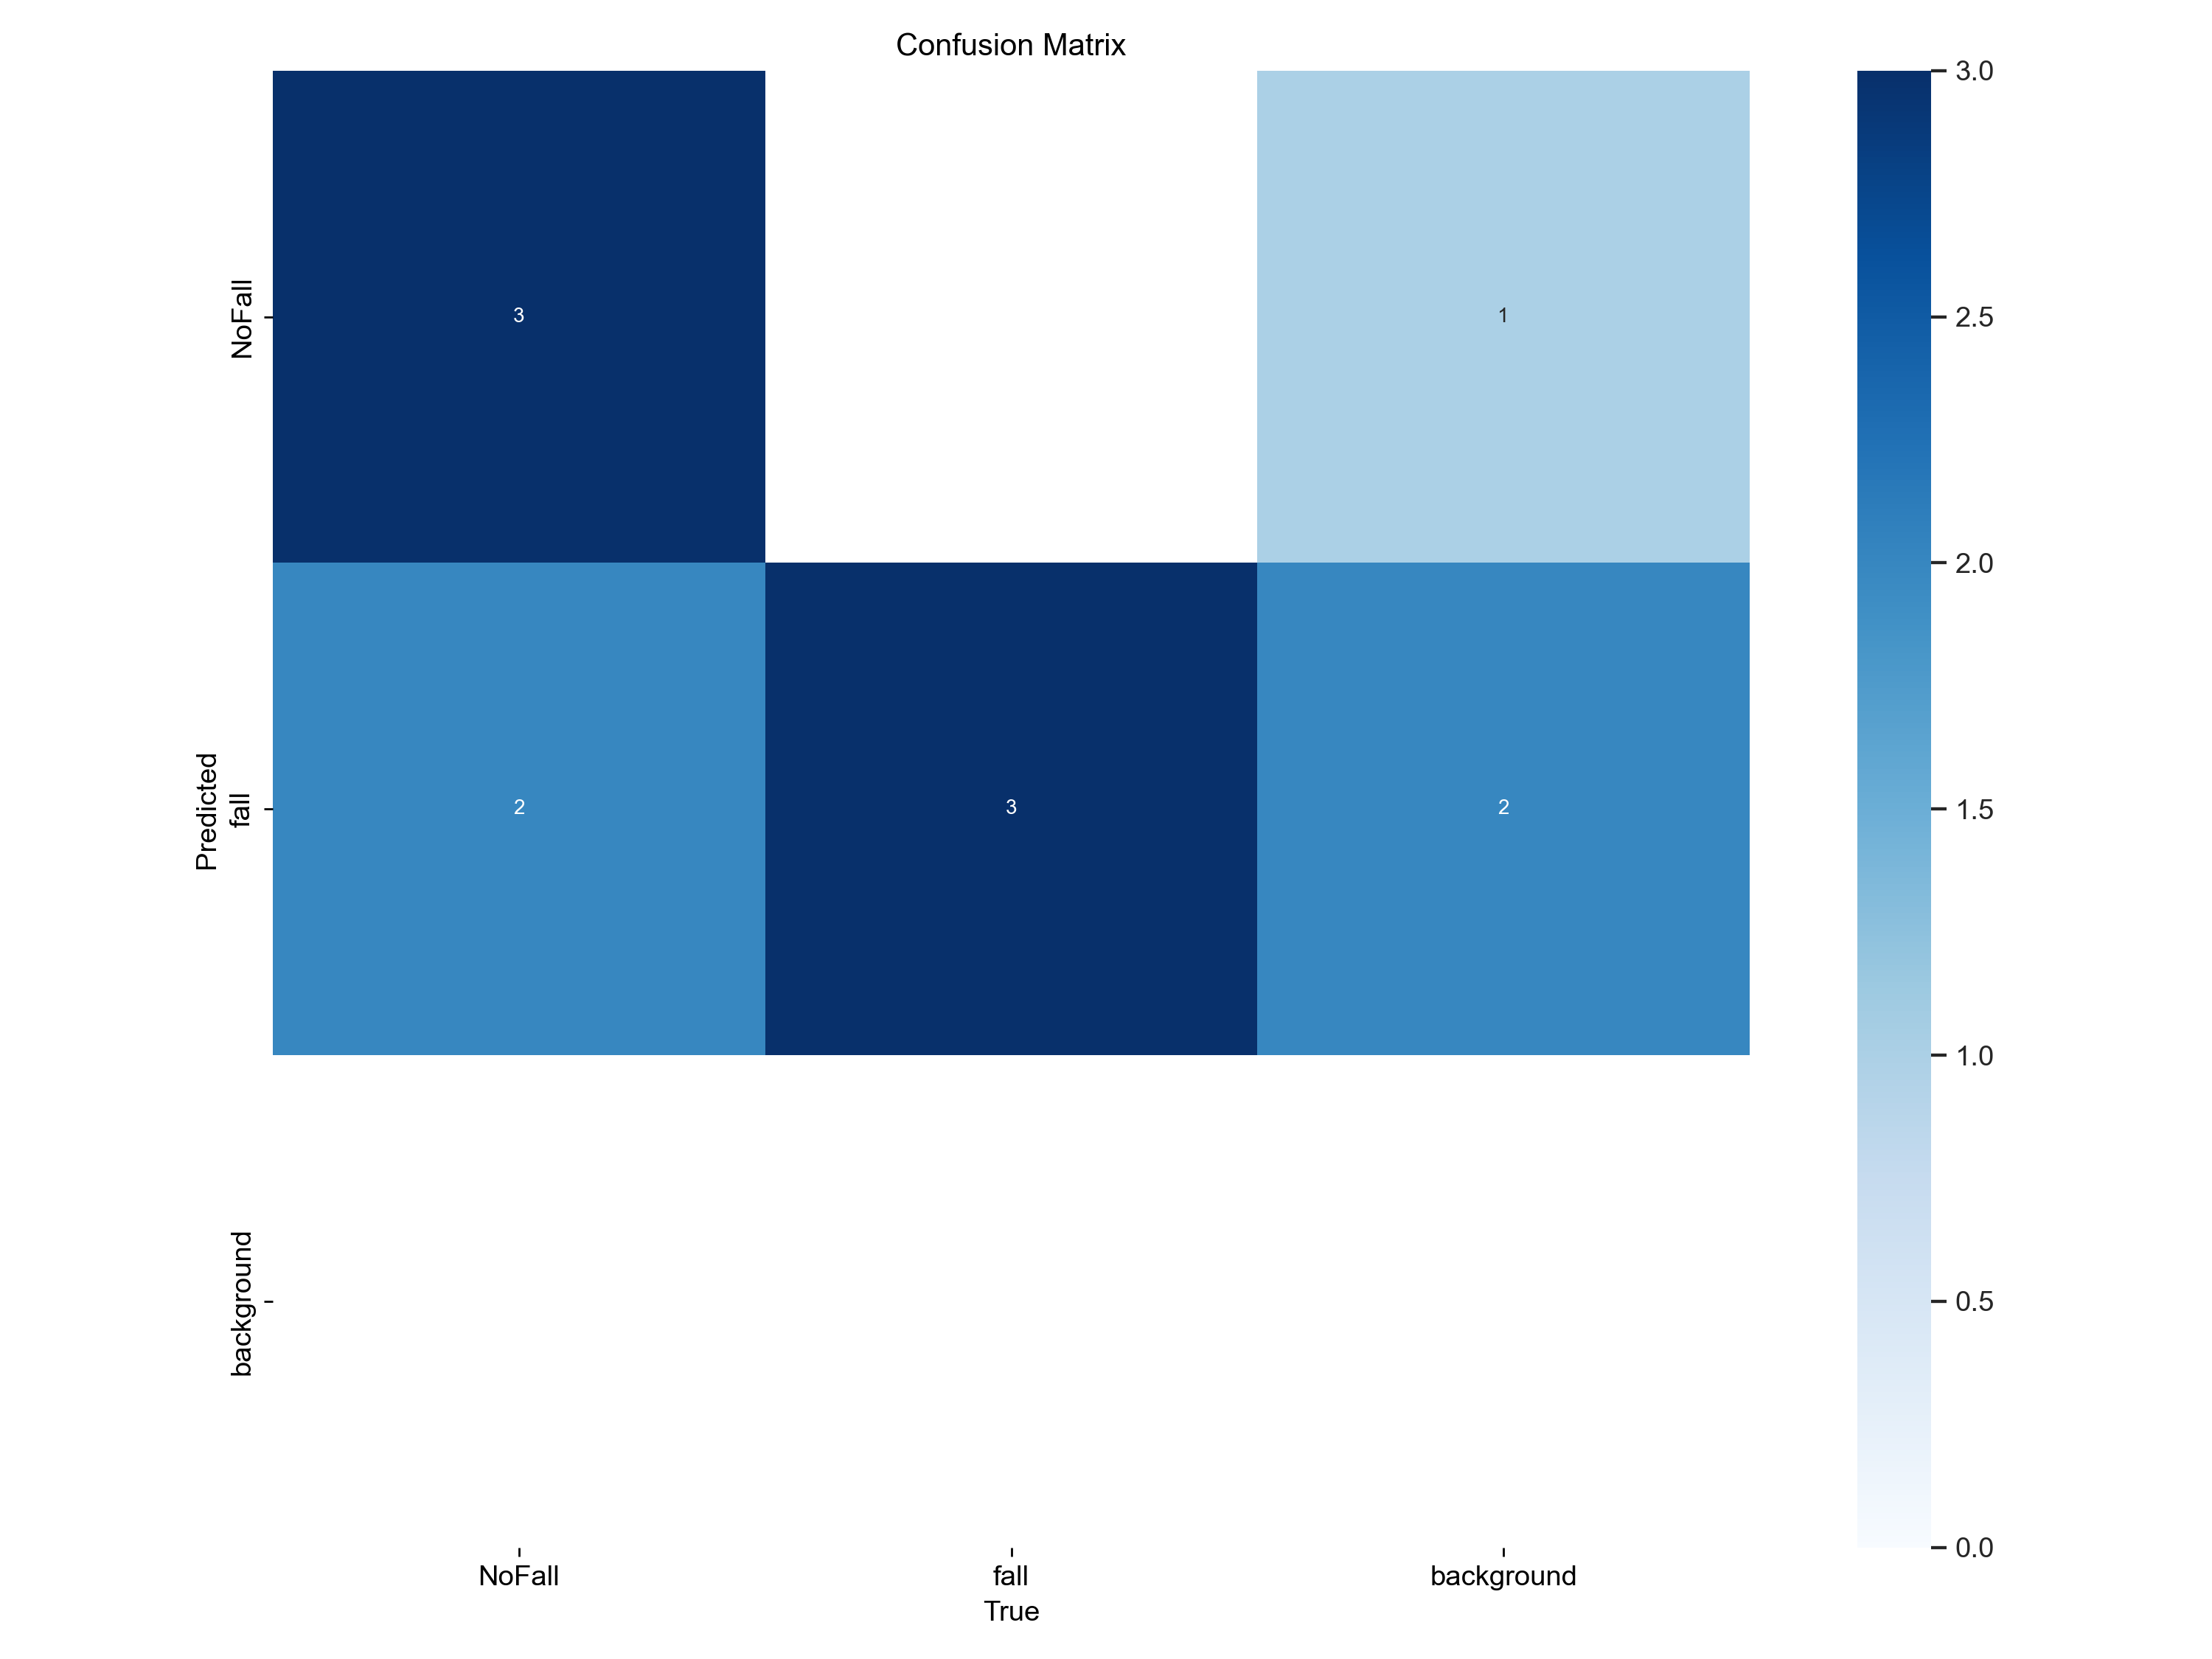 Confusion Matrix
NoFall
3
1
Predicted
fall
2
3
2
background
NoFall
fall
background
True
3.0
2.5
2.0
1.5
1.0
0.5
0.0